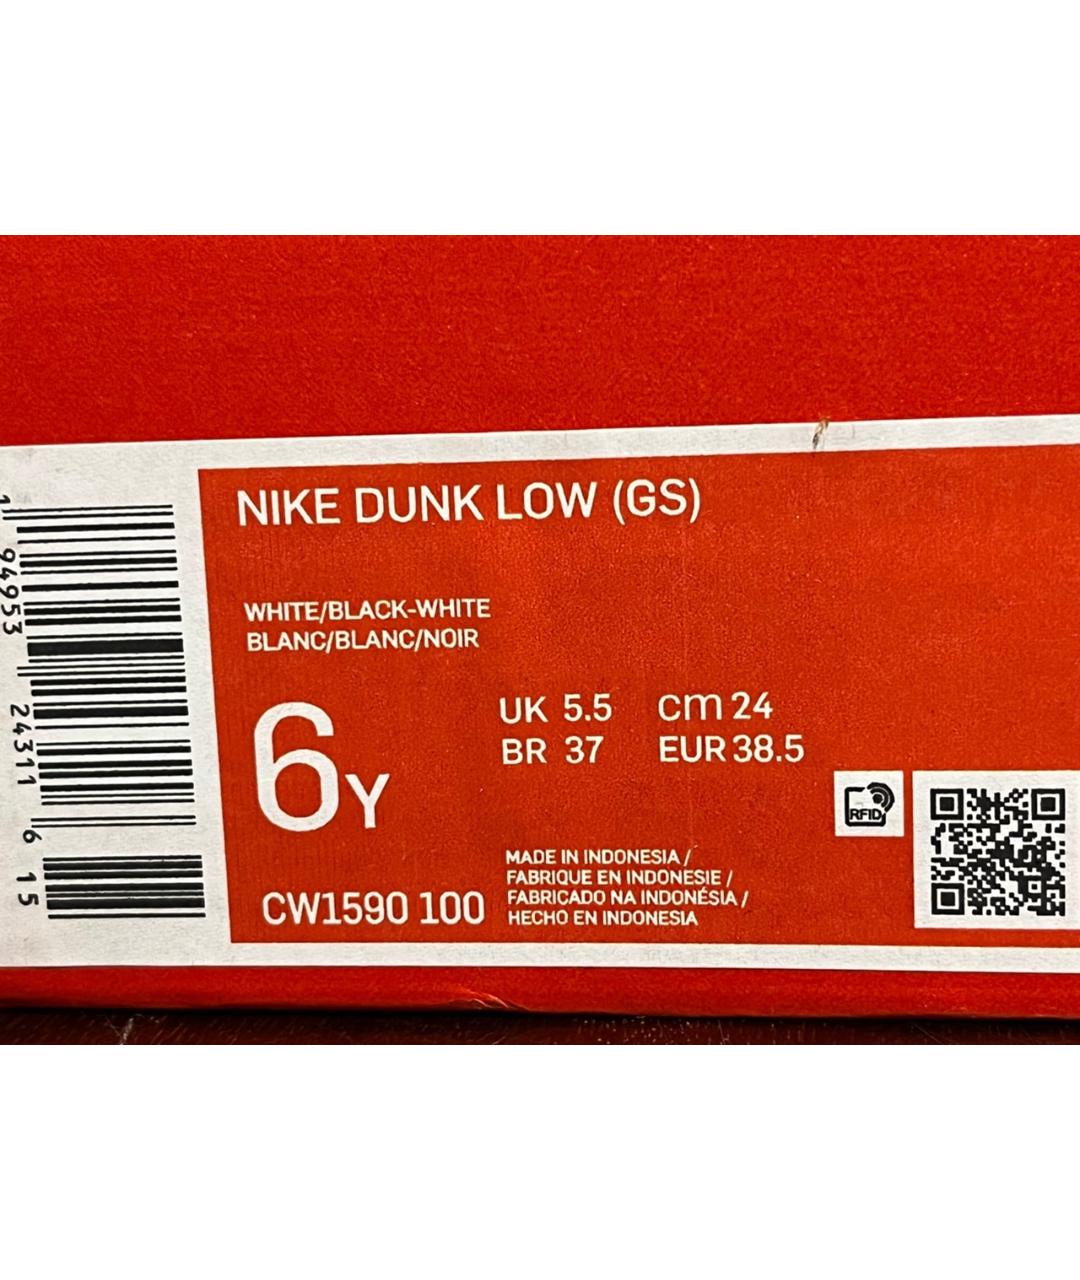 NIKE DUNK LOW (GS)
WHITE/BLACK-WHITE
BLANC/BLANC/NOIR
6Y
UK 5.5 cm 24
BR 37 EUR 38.5
RFID
CW1590 100
MADE IN INDONESIA /
FABRIQUE EN INDONESIE /
FABRICADO NA INDONÉSIA /
HECHO EN INDONESIA
1 94953 24311 6 15